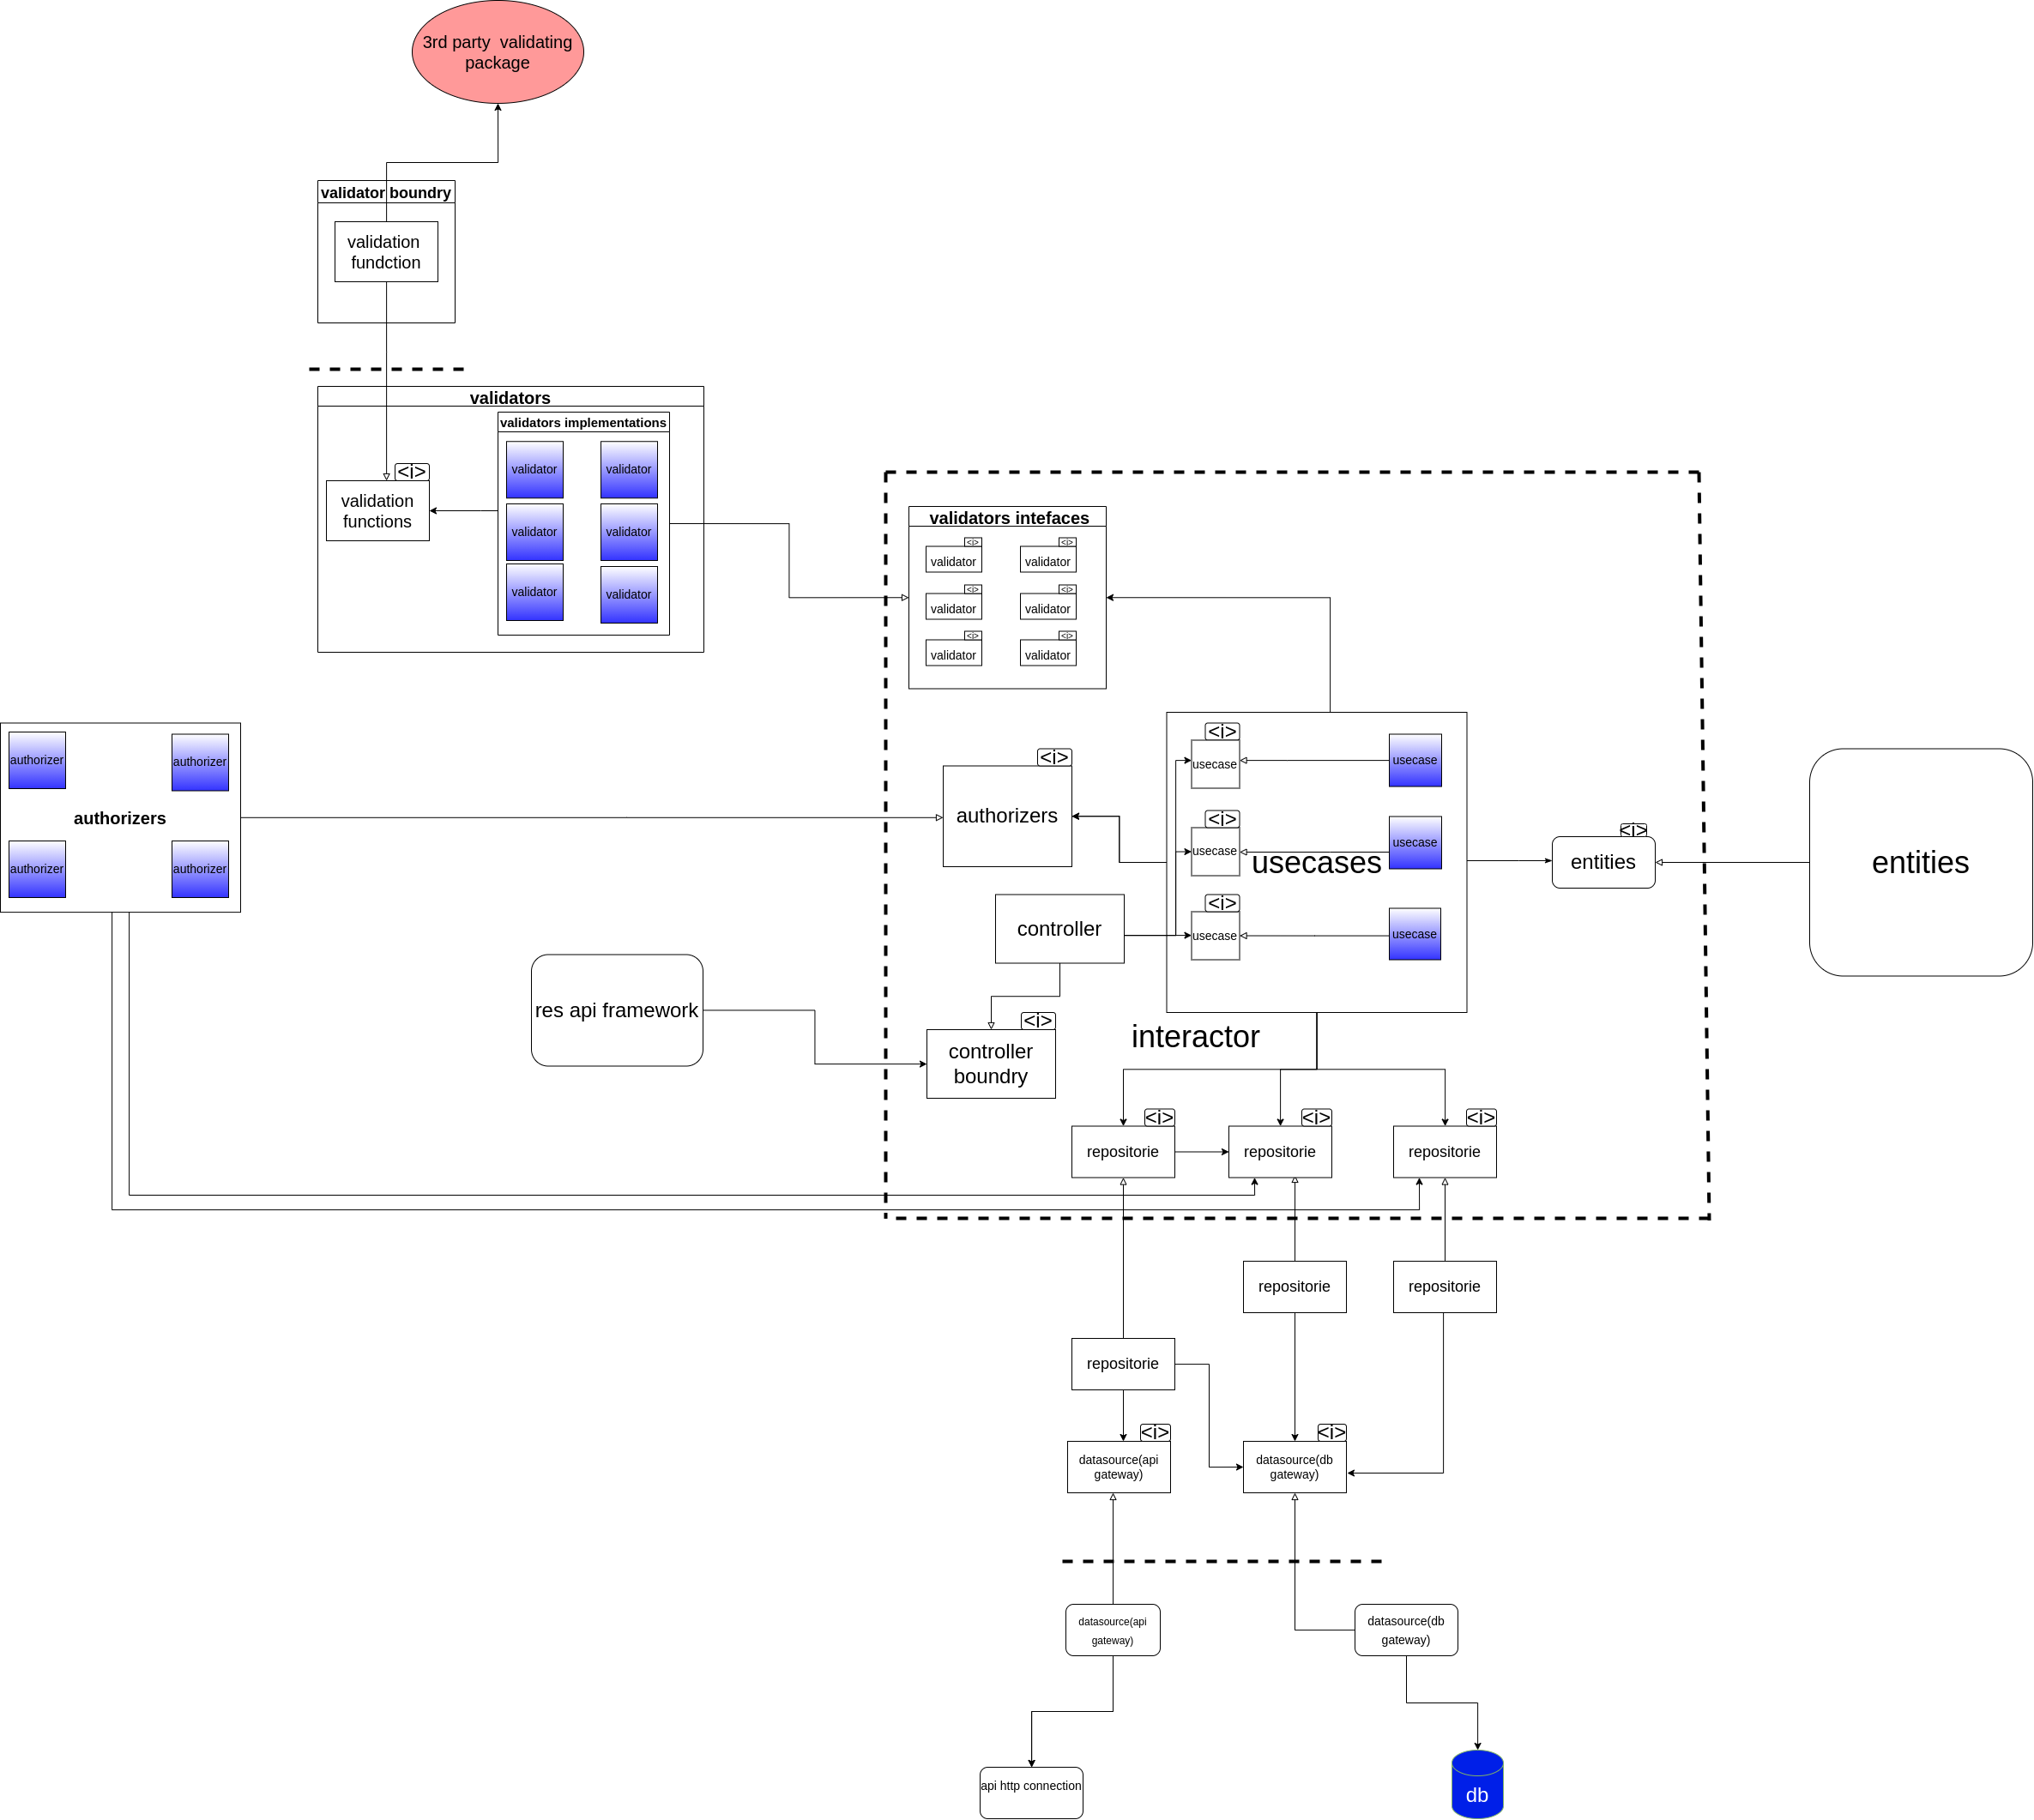 3rd party  validating
package
validator boundry
validation
fundction
validators
validators implementations
validator
validator
<i>
validation
functions
validator
validator
validator
validator
validators intefaces
<i>
<i>
validator
validator
<i>
<i>
validator
validator
<i>
<i>
validator
validator
authorizer
authorizer
authorizers
authorizer
authorizer
<i>
authorizers
<i>
usecase
usecase
<i>
usecase
usecase
usecases
<i>
usecase
usecase
controller
<i>
entities
entities
res api framework
<i>
controller
boundry
interactor
<i>
repositorie
<i>
repositorie
<i>
repositorie
repositorie
repositorie
repositorie
<i>
datasource(api
gateway)
<i>
datasource(db
gateway)
datasource(api
gateway)
datasource(db
gateway)
api http connection
db